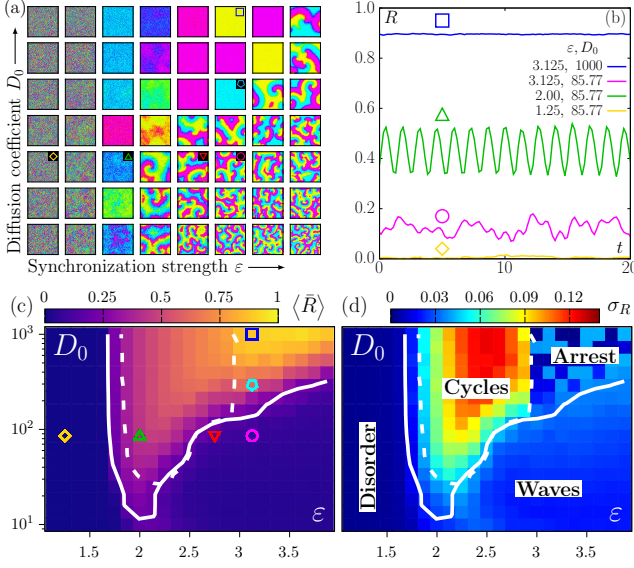 (a)
Diffusion coefficient D₀ ⟶
Synchronization strength ε ⟶
R (b)
1.0
0.8
0.6
0.4
0.2
0.0
ε, D₀
3.125, 1000
3.125, 85.77
2.00, 85.77
1.25, 85.77
0 10 20
t
(c) 0 0.25 0.5 0.75 1 ⟨R̄⟩
D₀
10³
10²
10¹
ε
1.5 2 2.5 3 3.5
(d) 0 0.03 0.06 0.09 0.12 σ_R
D₀
Arrest
Cycles
Disorder
Waves
ε
1.5 2 2.5 3 3.5